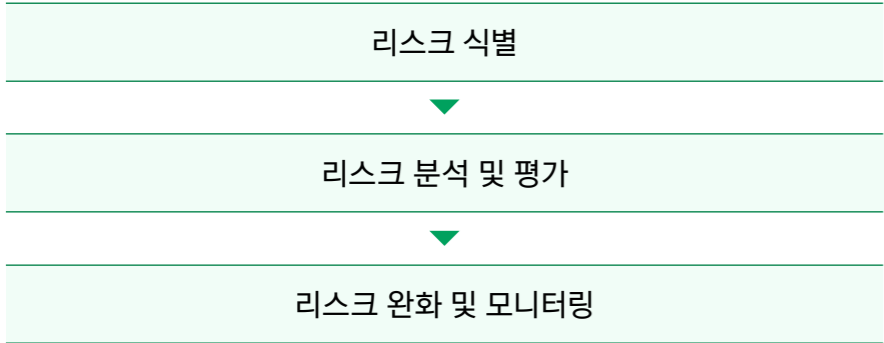 리스크 식별
리스크 분석 및 평가
리스크 완화 및 모니터링